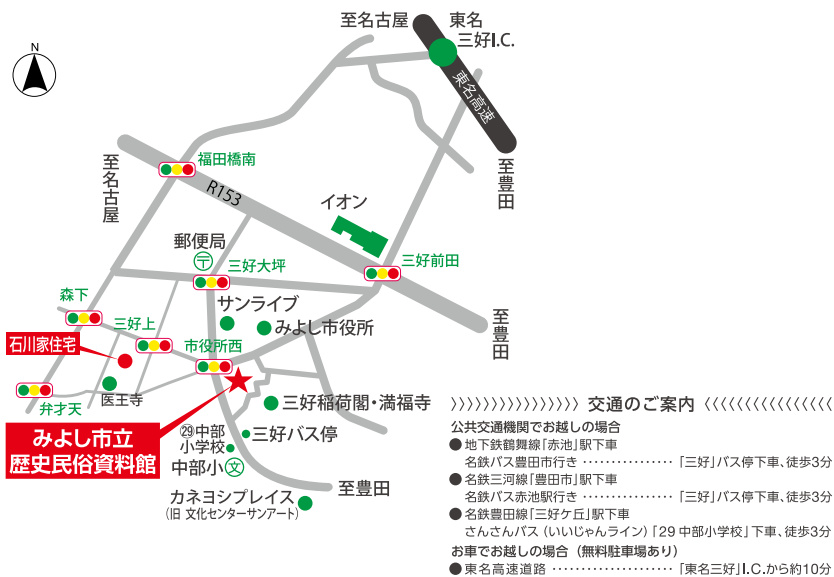 至名古屋
東名
三好I.C.
N
東名高速
至豊田
至名古屋
福田橋南
R153
イオン
郵便局
〒
三好大坪
三好前田
森下
サンライブ
至豊田
三好上
みよし市役所
石川家住宅
市役所西
医王寺
弁才天
三好稲荷閣・満福寺
みよし市立
歴史民俗資料館
㉙中部
小学校
三好バス停
中部小
文
至豊田
カネヨシプレイス
(旧 文化センターサンアート)
交通のご案内
公共交通機関でお越しの場合
●地下鉄鶴舞線「赤池」駅下車
名鉄バス豊田市行き ……………… 「三好」バス停下車、徒歩3分
●名鉄三河線「豊田市」駅下車
名鉄バス赤池駅行き ……………… 「三好」バス停下車、徒歩3分
●名鉄豊田線「三好ケ丘」駅下車
さんさんバス (いいじゃんライン) 「29 中部小学校」下車、徒歩3分
お車でお越しの場合 (無料駐車場あり)
●東名高速道路 …………………… 「東名三好」I.C.から約10分